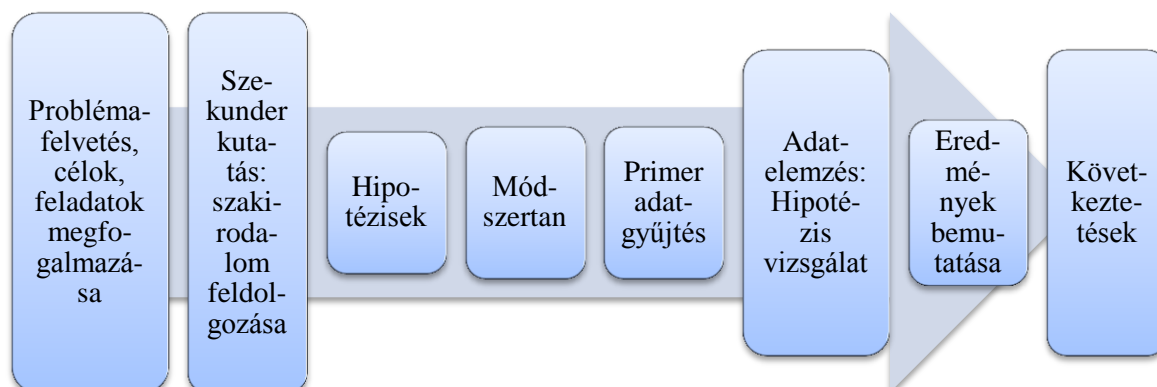 Probléma-
felvetés,
célok,
feladatok
megfo-
galmazá-
sa
Sze-
kunder
kuta-
tás:
szaki-
roda-
lom
feldol-
gozása
Hipo-
tézisek
Mód-
szertan
Primer
adat-
gyűjtés
Adat-
elemzés:
Hipoté-
zis
vizsgálat
Ered-
mé-
nyek
bemu-
tatása
Követ-
kezte-
tések